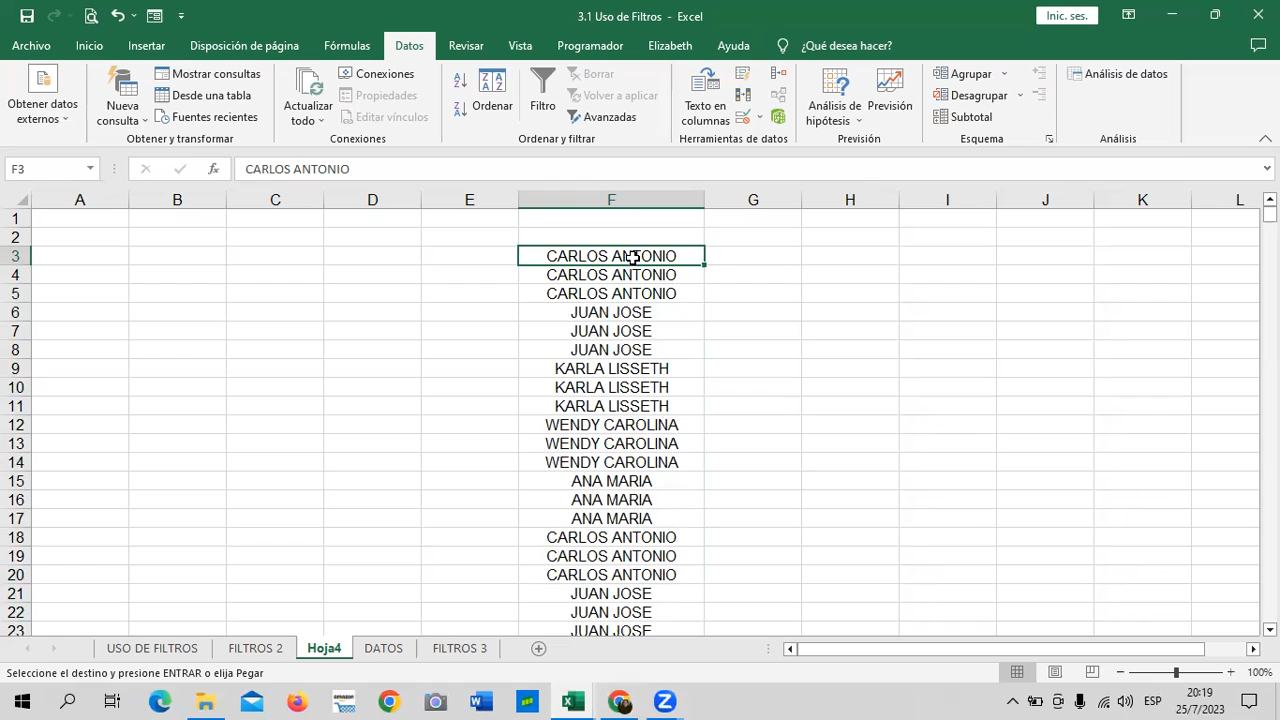 3.1 Uso de Filtros - Excel
Inic. ses.
Archivo Inicio Insertar Disposición de página Fórmulas Datos Revisar Vista Programador Elizabeth Ayuda ¿Qué desea hacer?
Obtener datos externos
Nueva consulta
Mostrar consultas
Desde una tabla
Fuentes recientes
Obtener y transformar
Actualizar todo
Conexiones
Propiedades
Editar vínculos
Conexiones
Ordenar
Filtro
Borrar
Volver a aplicar
Avanzadas
Ordenar y filtrar
Texto en columnas
Herramientas de datos
Análisis de hipótesis
Previsión
Previsión
Agrupar
Desagrupar
Subtotal
Esquema
Análisis de datos
Análisis
F3 fx CARLOS ANTONIO
A B C D E F G H I J K L
1
2
3 CARLOS ANTONIO
4 CARLOS ANTONIO
5 CARLOS ANTONIO
6 JUAN JOSE
7 JUAN JOSE
8 JUAN JOSE
9 KARLA LISSETH
10 KARLA LISSETH
11 KARLA LISSETH
12 WENDY CAROLINA
13 WENDY CAROLINA
14 WENDY CAROLINA
15 ANA MARIA
16 ANA MARIA
17 ANA MARIA
18 CARLOS ANTONIO
19 CARLOS ANTONIO
20 CARLOS ANTONIO
21 JUAN JOSE
22 JUAN JOSE
23 JUAN JOSE
USO DE FILTROS FILTROS 2 Hoja4 DATOS FILTROS 3
Seleccione el destino y presione ENTRAR o elija Pegar
100%
ESP
20:19
25/7/2023